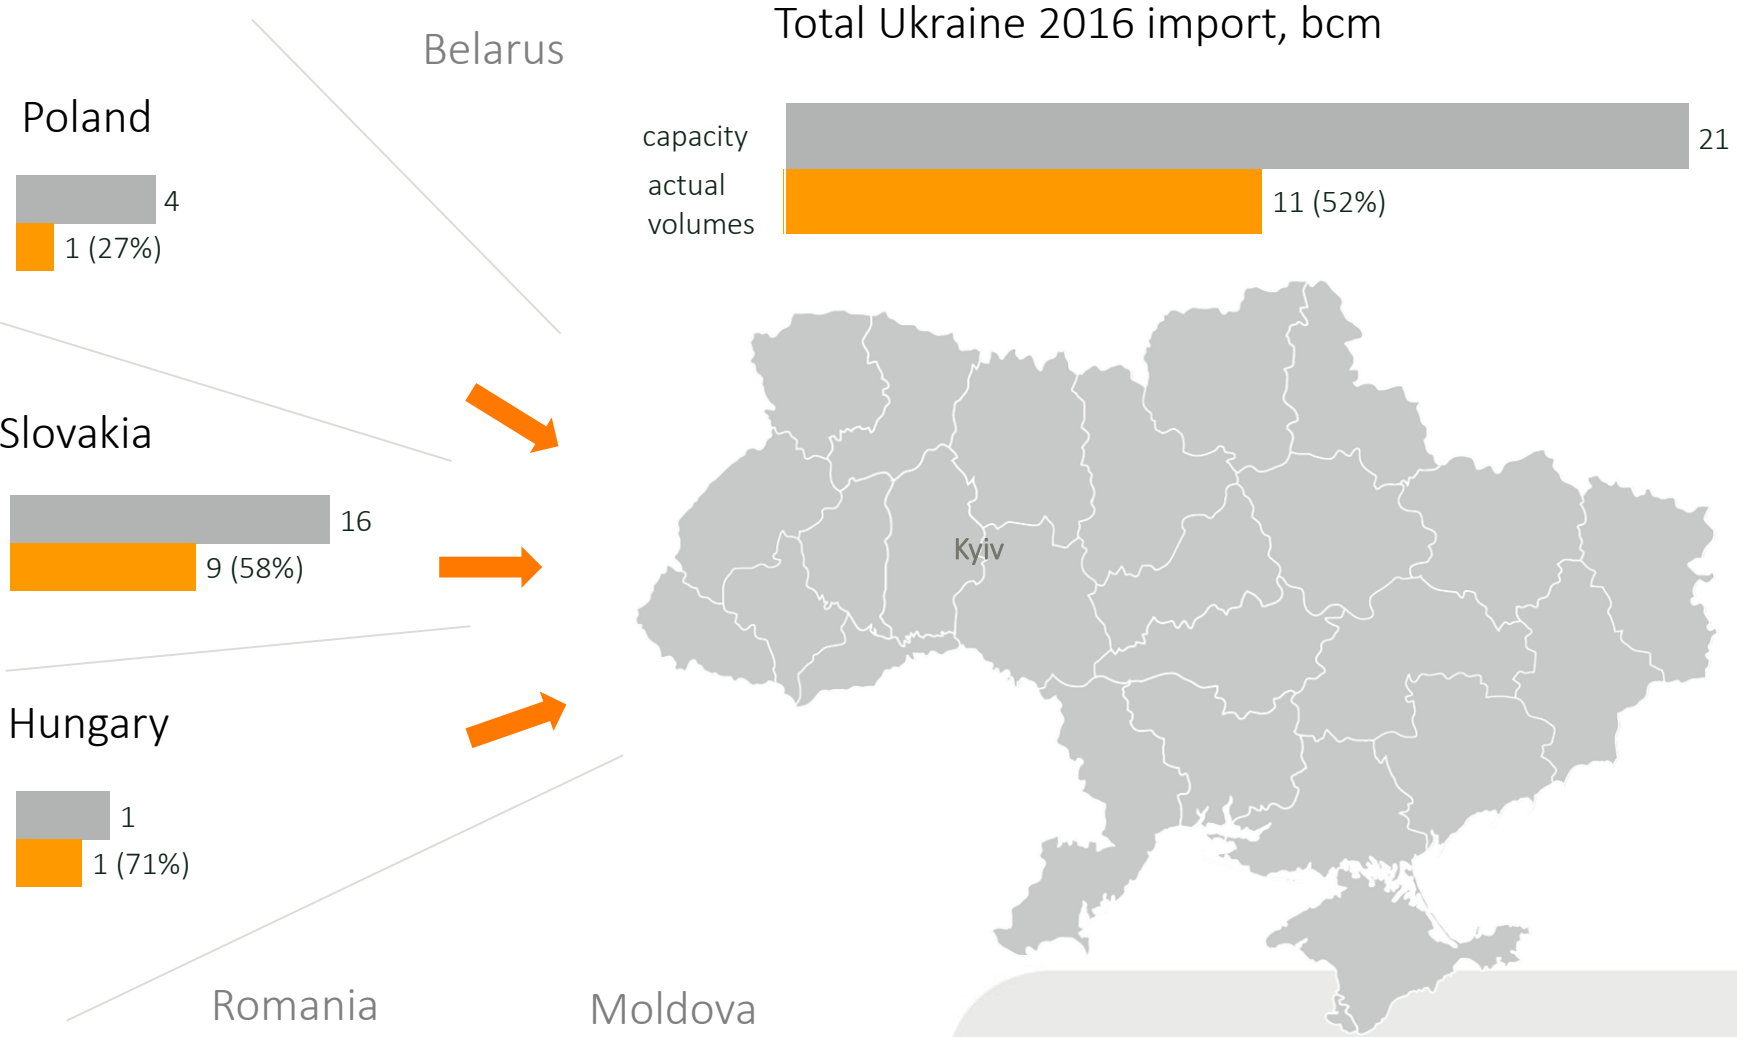 Total Ukraine 2016 import, bcm
Belarus
Poland
capacity
21
actual
volumes
11 (52%)
4
1 (27%)
Slovakia
16
9 (58%)
Kyiv
Hungary
1
1 (71%)
Romania
Moldova